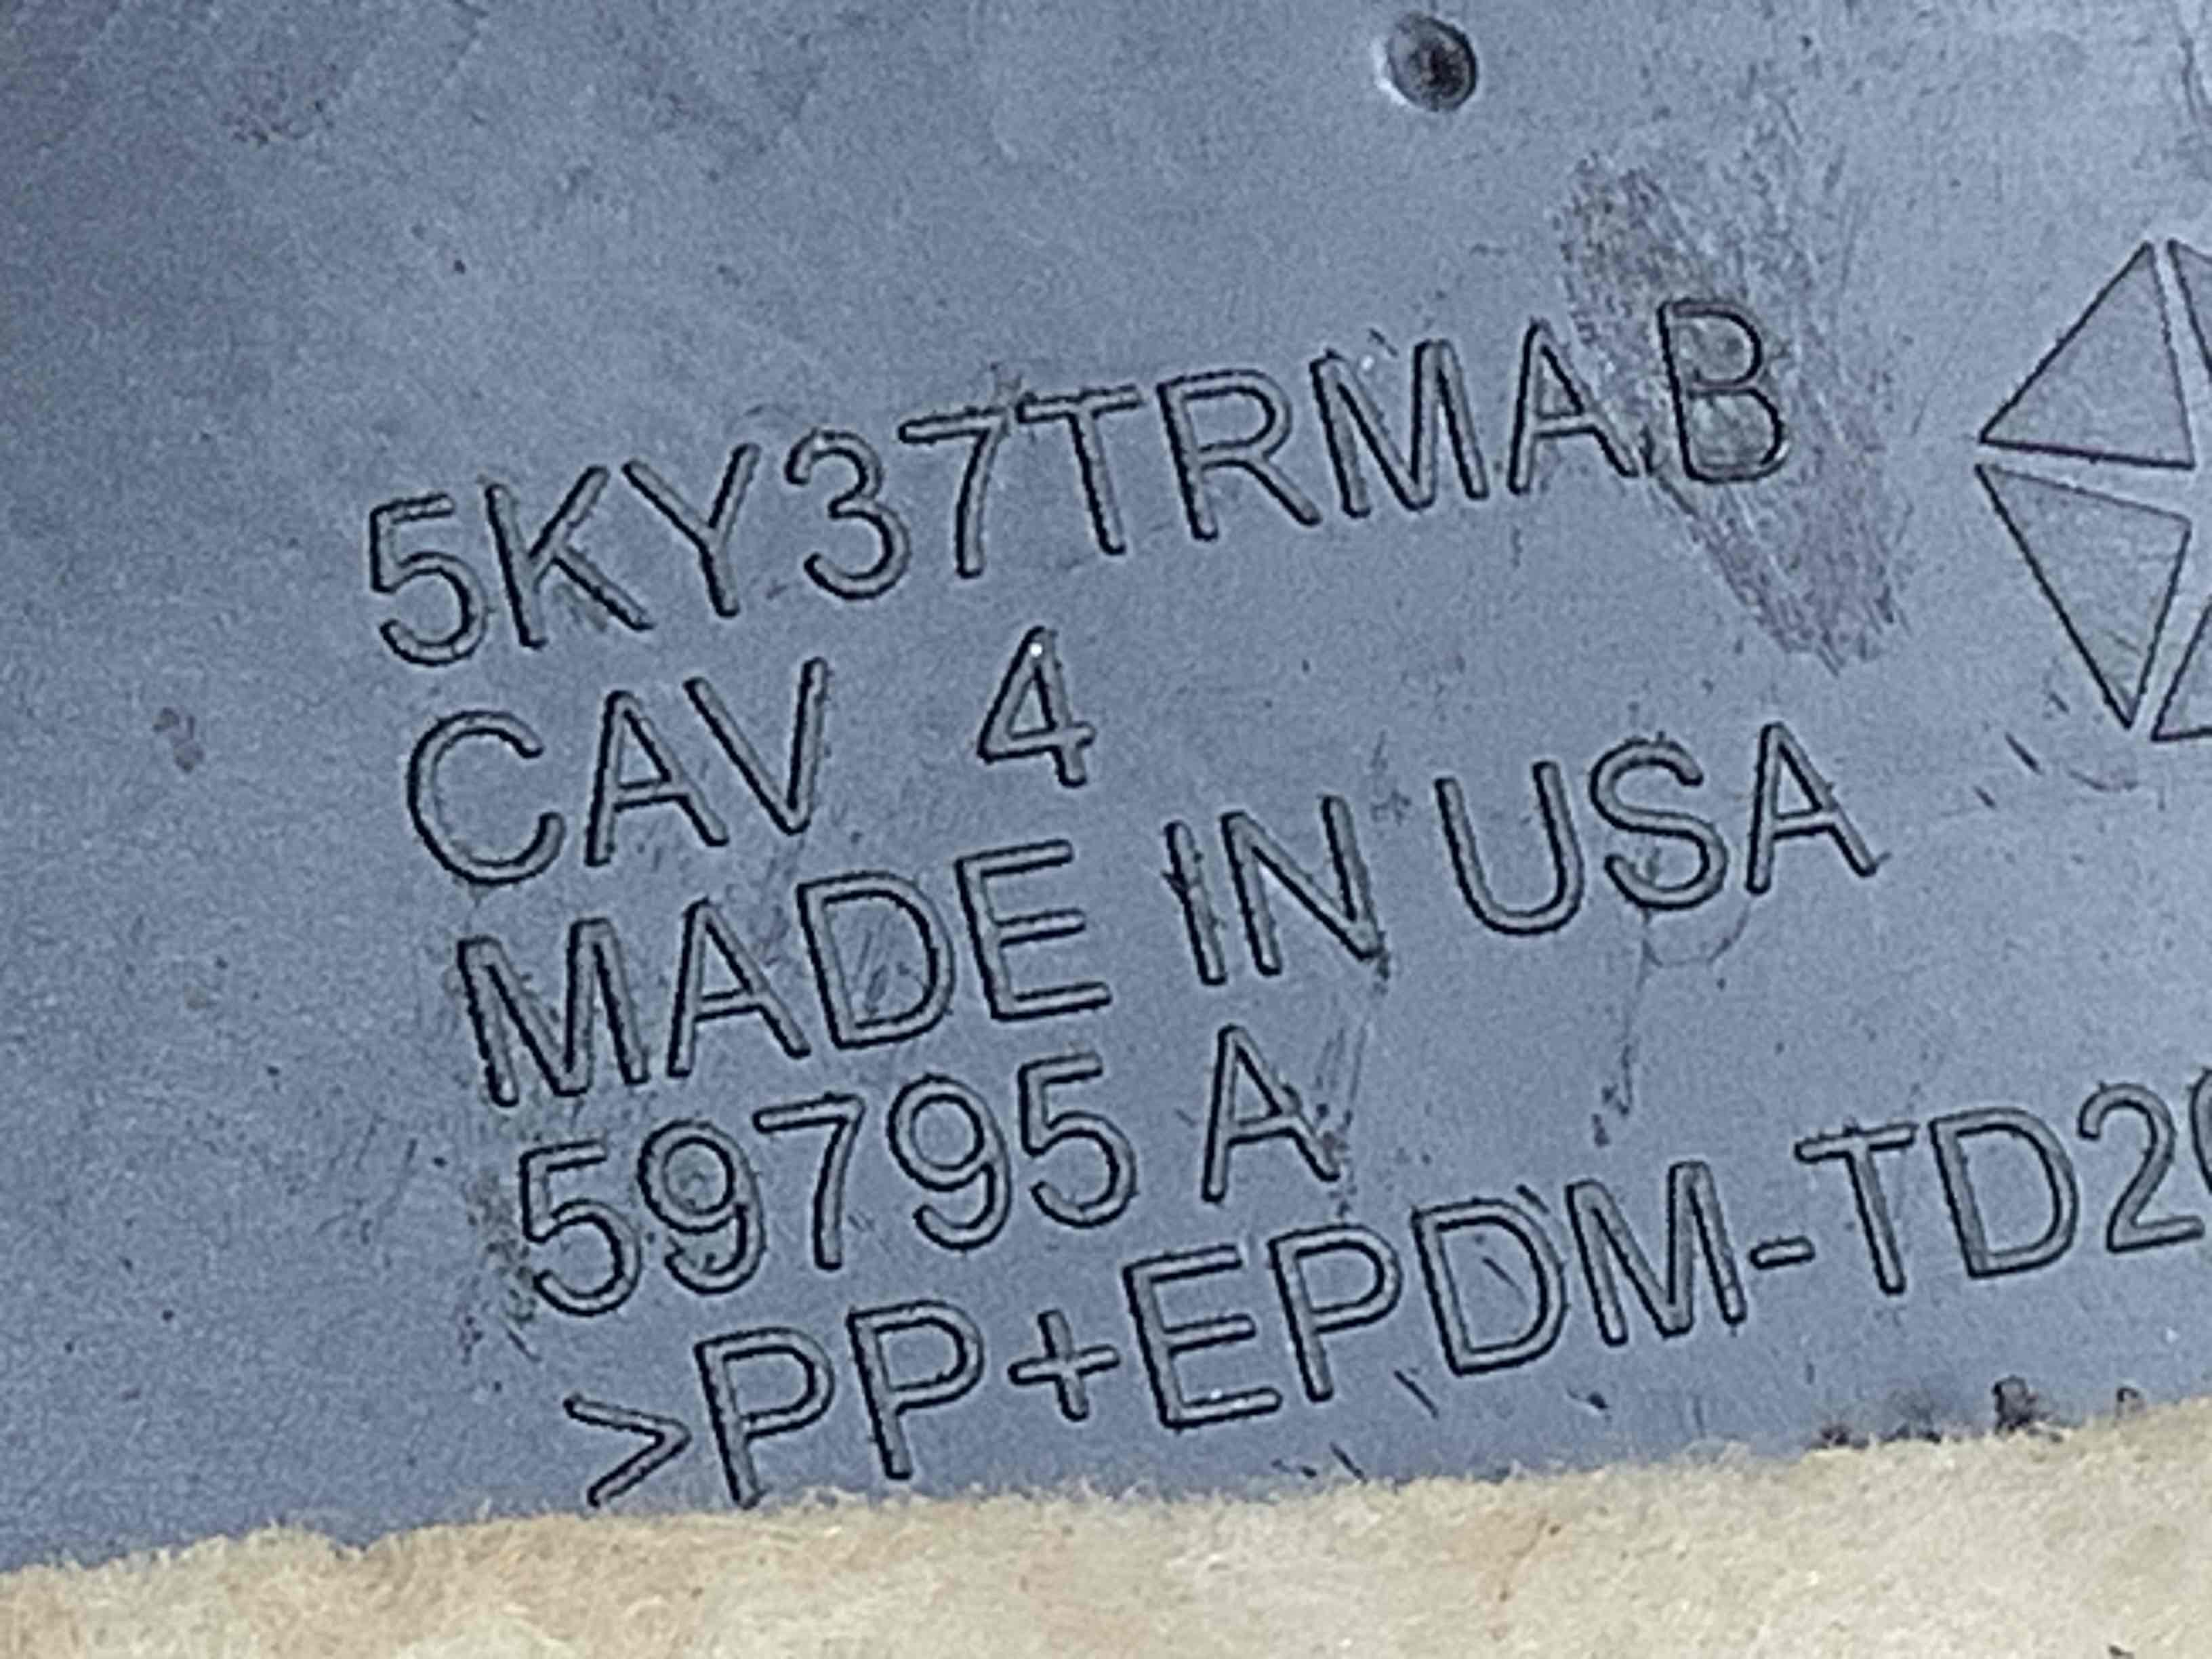 5KY37TRMAB
CAV 4
MADE IN USA
59795 A
>PP+EPDM-TD2